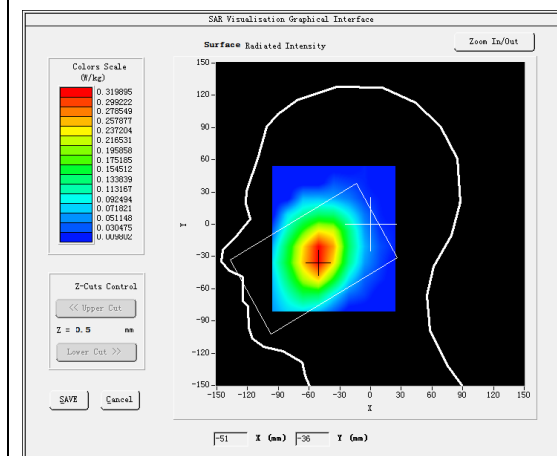 SAR Visualisation Graphical Interface
Surface Radiated Intensity
Zoom In/Out
Colors Scale
(W/kg)
0.319895
0.299222
0.278549
0.257877
0.237204
0.216531
0.195858
0.175185
0.154512
0.133839
0.113167
0.092494
0.071821
0.051148
0.030475
0.009802
Z-Cuts Control
<< Upper Cut
Z = 0.5 mm
Lower Cut >>
SAVE Cancel
150
120
90
60
30
0
-30
-60
-90
-120
-150
Y
-150 -120 -90 -60 -30 0 30 60 90 120 150
X
-51 X (mm) -36 Y (mm)